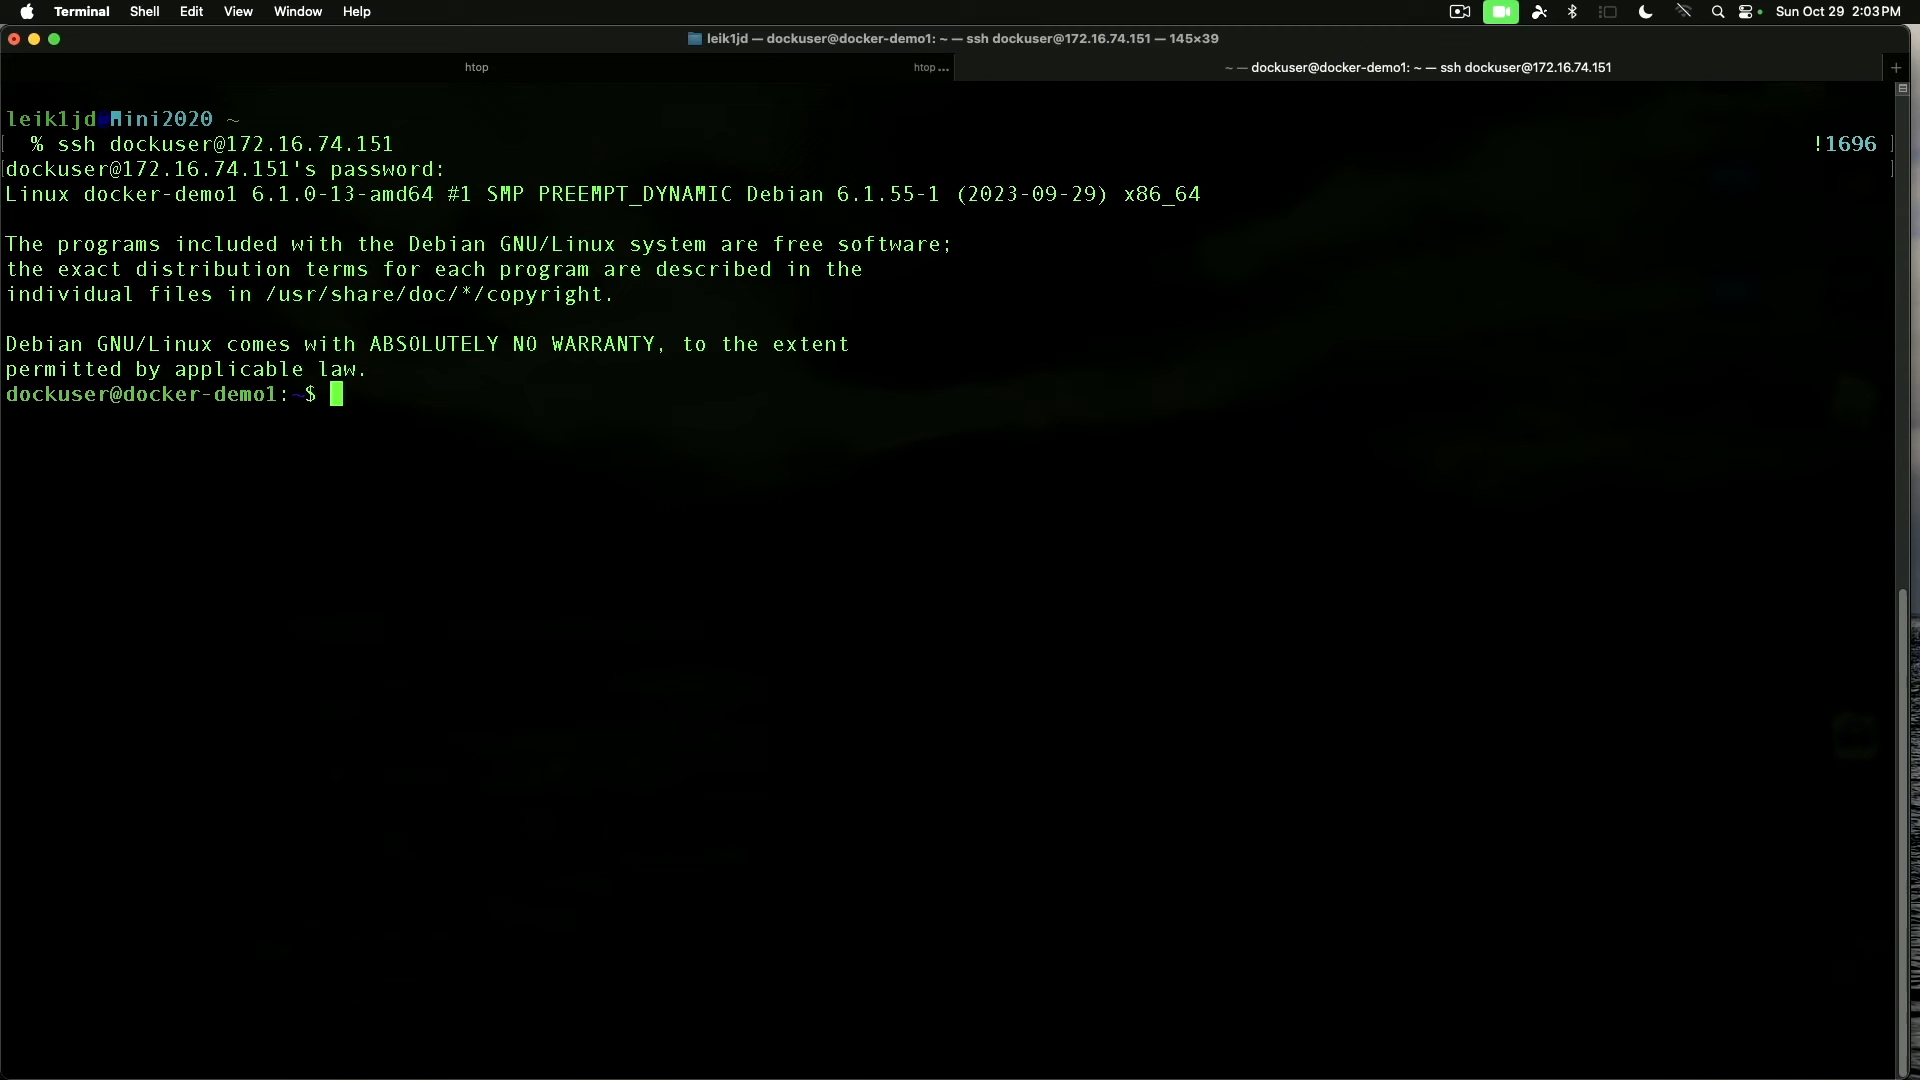 Terminal Shell Edit View Window Help Sun Oct 29 2:03 PM
leik1jd — dockuser@docker-demo1: ~ — ssh dockuser@172.16.74.151 — 145×39
htop htop ... ~ — dockuser@docker-demo1: ~ — ssh dockuser@172.16.74.151 +
leik1jd Mini2020 ~
[ % ssh dockuser@172.16.74.151 !1696 ]
[dockuser@172.16.74.151's password: ]
Linux docker-demo1 6.1.0-13-amd64 #1 SMP PREEMPT_DYNAMIC Debian 6.1.55-1 (2023-09-29) x86_64
The programs included with the Debian GNU/Linux system are free software;
the exact distribution terms for each program are described in the
individual files in /usr/share/doc/*/copyright.
Debian GNU/Linux comes with ABSOLUTELY NO WARRANTY, to the extent
permitted by applicable law.
dockuser@docker-demo1:~$